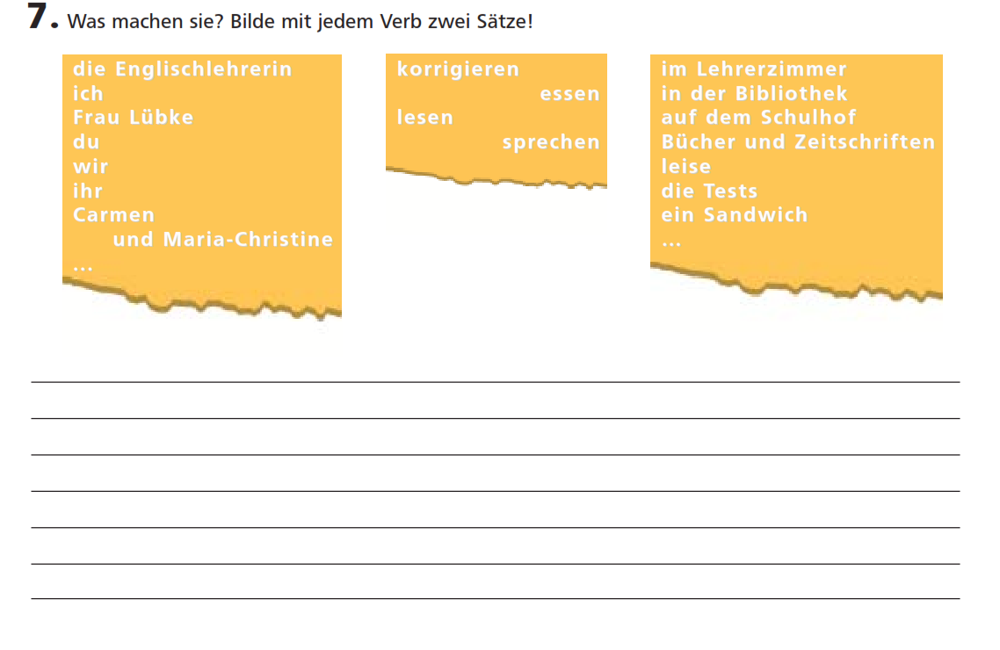 7. Was machen sie? Bilde mit jedem Verb zwei Sätze!
die Englischlehrerin
ich
Frau Lübke
du
wir
ihr
Carmen
und Maria-Christine
...
korrigieren
essen
lesen
sprechen
im Lehrerzimmer
in der Bibliothek
auf dem Schulhof
Bücher und Zeitschriften
leise
die Tests
ein Sandwich
...